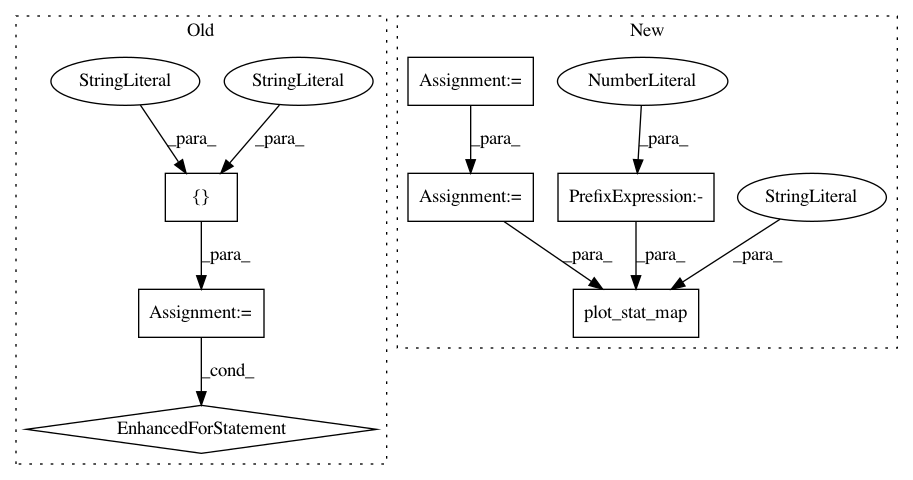 Old
New
StringLiteral
StringLiteral
Assignment:=
NumberLiteral
_para_
_para_
_para_
_para_
{}
Assignment:=
PrefixExpression:-
StringLiteral
_para_
_para_
_para_
_para_
Assignment:=
plot_stat_map
_cond_
EnhancedForStatement